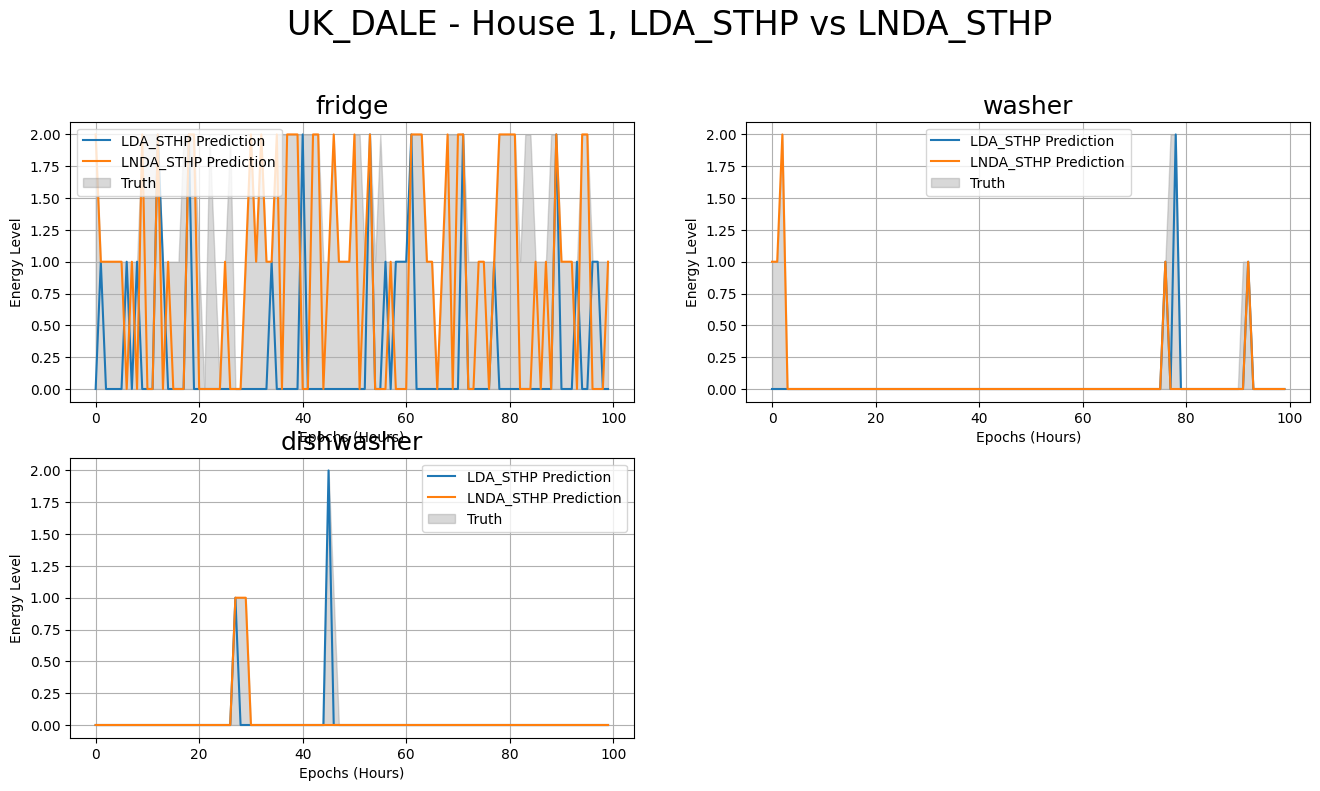 UK_DALE - House 1, LDA_STHP vs LNDA_STHP
fridge
2.00
1.75
1.50
1.25
1.00
0.75
0.50
0.25
0.00
Energy Level
LDA_STHP Prediction
LNDA_STHP Prediction
Truth
0 20 40 60 80 100
Epochs (Hours)
washer
2.00
1.75
1.50
1.25
1.00
0.75
0.50
0.25
0.00
Energy Level
LDA_STHP Prediction
LNDA_STHP Prediction
Truth
0 20 40 60 80 100
Epochs (Hours)
dishwasher
2.00
1.75
1.50
1.25
1.00
0.75
0.50
0.25
0.00
Energy Level
LDA_STHP Prediction
LNDA_STHP Prediction
Truth
0 20 40 60 80 100
Epochs (Hours)